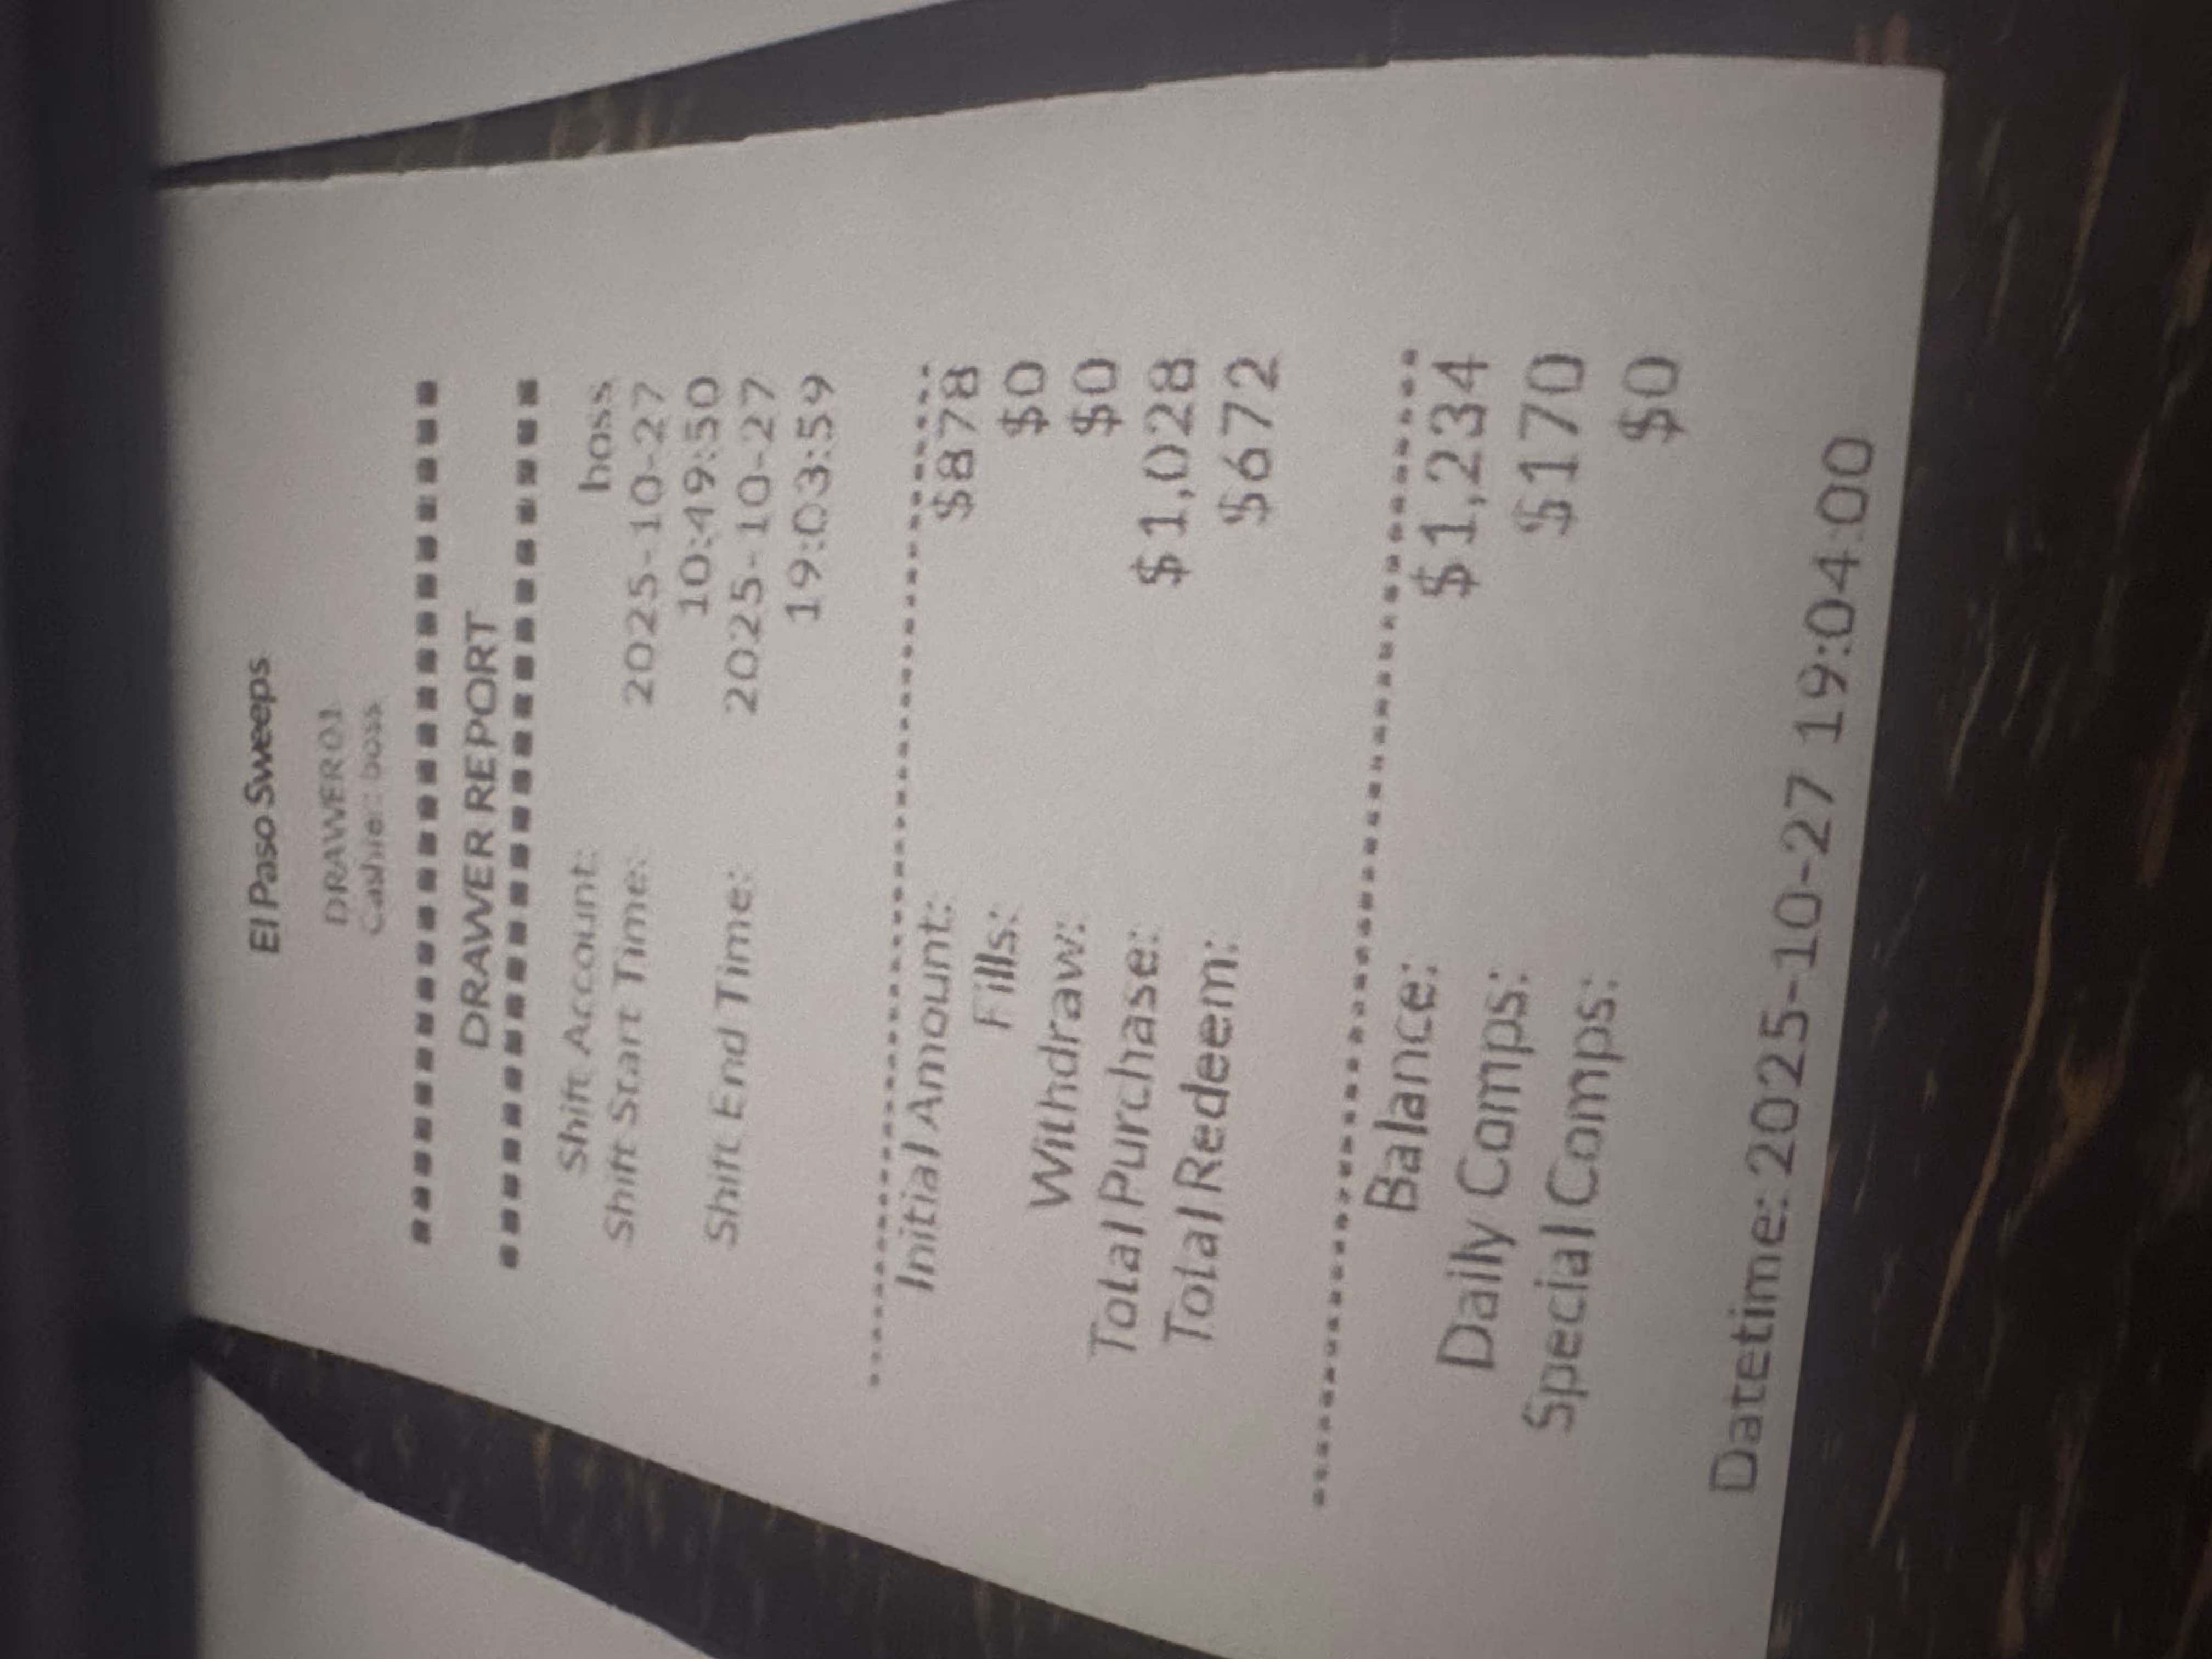 El Paso Sweeps
DRAWER01
Cashier: boss
DRAWER REPORT
Shift Account: boss
Shift Start Time: 2025-10-27
10:49:50
Shift End Time: 2025-10-27
19:03:59
Initial Amount: $878
Fills: $0
Withdraw: $0
Total Purchase: $1,028
Total Redeem: $672
Balance: $1,234
Daily Comps: $170
Special Comps: $0
Datetime: 2025-10-27 19:04:00